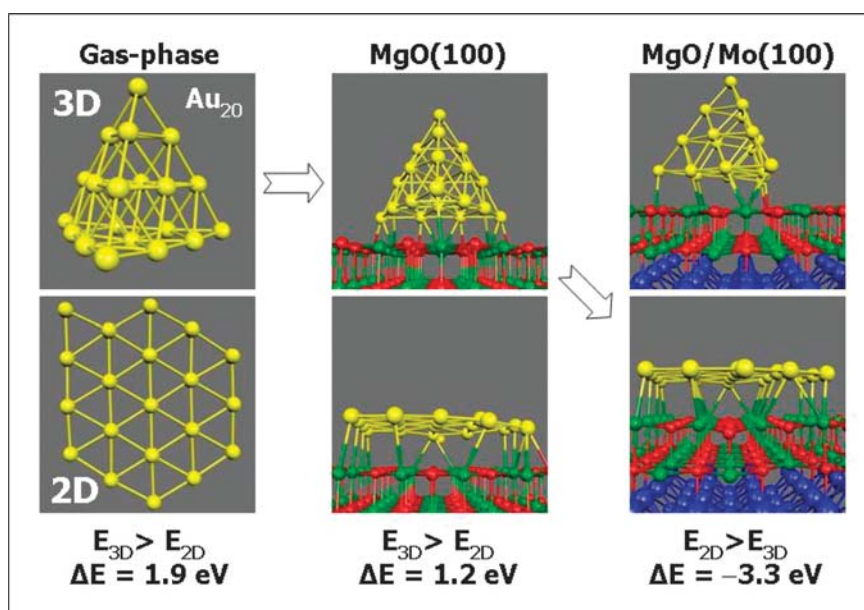 Gas-phase
MgO(100)
MgO/Mo(100)
3D
Au₂₀
2D
E₃D > E₂D
ΔE = 1.9 eV
E₃D > E₂D
ΔE = 1.2 eV
E₂D > E₃D
ΔE = −3.3 eV